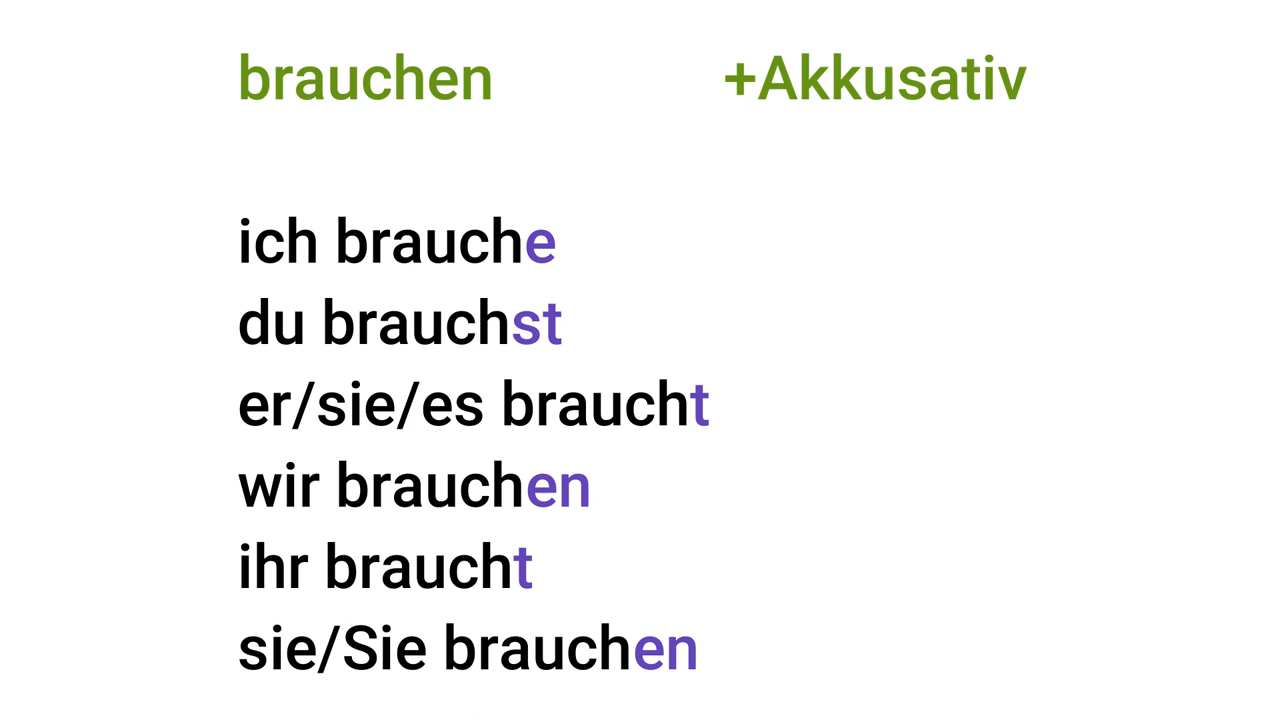 brauchen +Akkusativ
ich brauche
du brauchst
er/sie/es braucht
wir brauchen
ihr braucht
sie/Sie brauchen